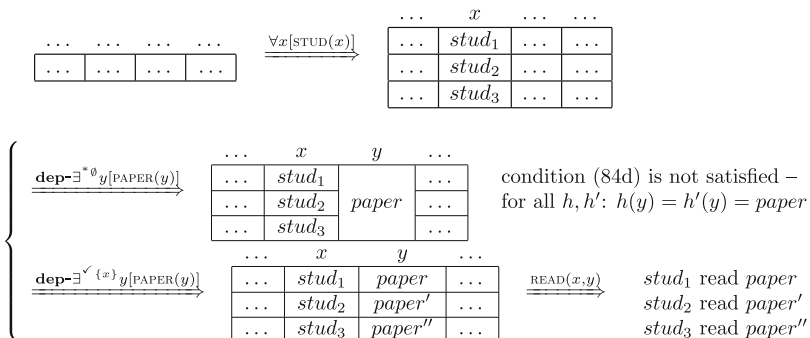 … x … …
… … … …
∀x[STUD(x)]
… … … …
… stud₁ … …
… stud₂ … …
… stud₃ … …
… x y …
dep-∃*∅y[PAPER(y)]
… stud₁ …
… stud₂ paper …
… stud₃ …
condition (84d) is not satisfied –
for all h, h′: h(y) = h′(y) = paper
… x y …
dep-∃✓{x}y[PAPER(y)]
… stud₁ paper …
… stud₂ paper′ …
… stud₃ paper″ …
READ(x,y)
stud₁ read paper
stud₂ read paper′
stud₃ read paper″